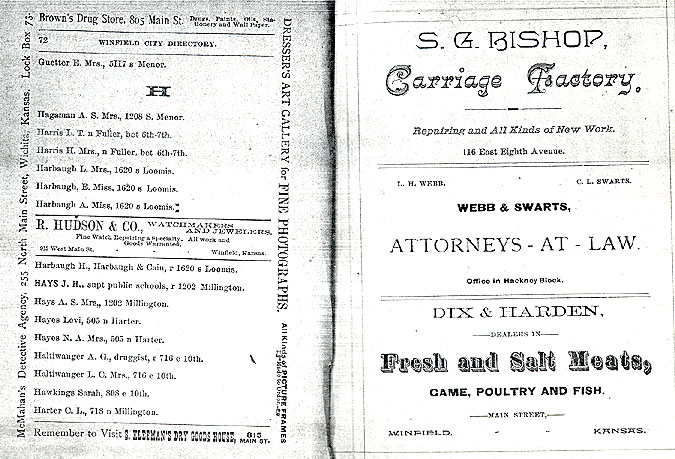 Brown's Drug Store, 805 Main St. Drugs, Paints, Oils, Sta-
tionery and Wall Paper.
72 WINFIELD CITY DIRECTORY.
Guettor E. Mrs., 5117 s Menor.
H
Hagaman A. S. Mrs., 1208 S. Menor.
Harris L. T. n Fuller, bet 6th-7th.
Harris H. Mrs., n Fuller, bet 6th-7th.
Harbaugh L. Mrs., 1620 s Loomis.
Harbaugh, E. Miss, 1620 s Loomis.
Harbaugh A. Miss, 1620 s Loomis.
R. HUDSON & CO., WATCHMAKERS
AND JEWELERS,
Fine Watch Repairing a Specialty. All work and
Goods Warranted,
West Main St. - Winfield, Kansas.
Harbaugh H., Harbaugh & Cain, r 1620 s Loomis.
HAYS J. H., supt public schools, r 1202 Millington.
Hays A. S. Mrs., 1202 Millington.
Hayes Levi, 505 n Harter.
Hayes N. A. Mrs., 505 n Harter.
Haltiwanger A. G., druggist, r 716 e 10th.
Haltiwanger L. C. Mrs., 716 e 10th.
Hawkings Sarah, 808 e 10th.
Harter C. L., 718 n Millington.
Remember to Visit S. KLEEMAN'S DRY GOODS HOUSE, 815
MAIN ST.
McMahan's Detective Agency, 255 North Main Street, Wichita, Kansas, Lock Box 73
DRESSER'S ART GALLERY for FINE PHOTOGRAPHS.
All Kinds of PICTURE FRAMES
S. G. BISHOP,
Carriage Factory.
Repairing and All Kinds of New Work.
116 East Eighth Avenue.
L. H. WEBB. C. L. SWARTS.
WEBB & SWARTS,
ATTORNEYS - AT - LAW.
Office in Hackney Block.
DIX & HARDEN,
DEALERS IN
Fresh and Salt Meats,
GAME, POULTRY AND FISH.
MAIN STREET,
WINFIELD, - - KANSAS.